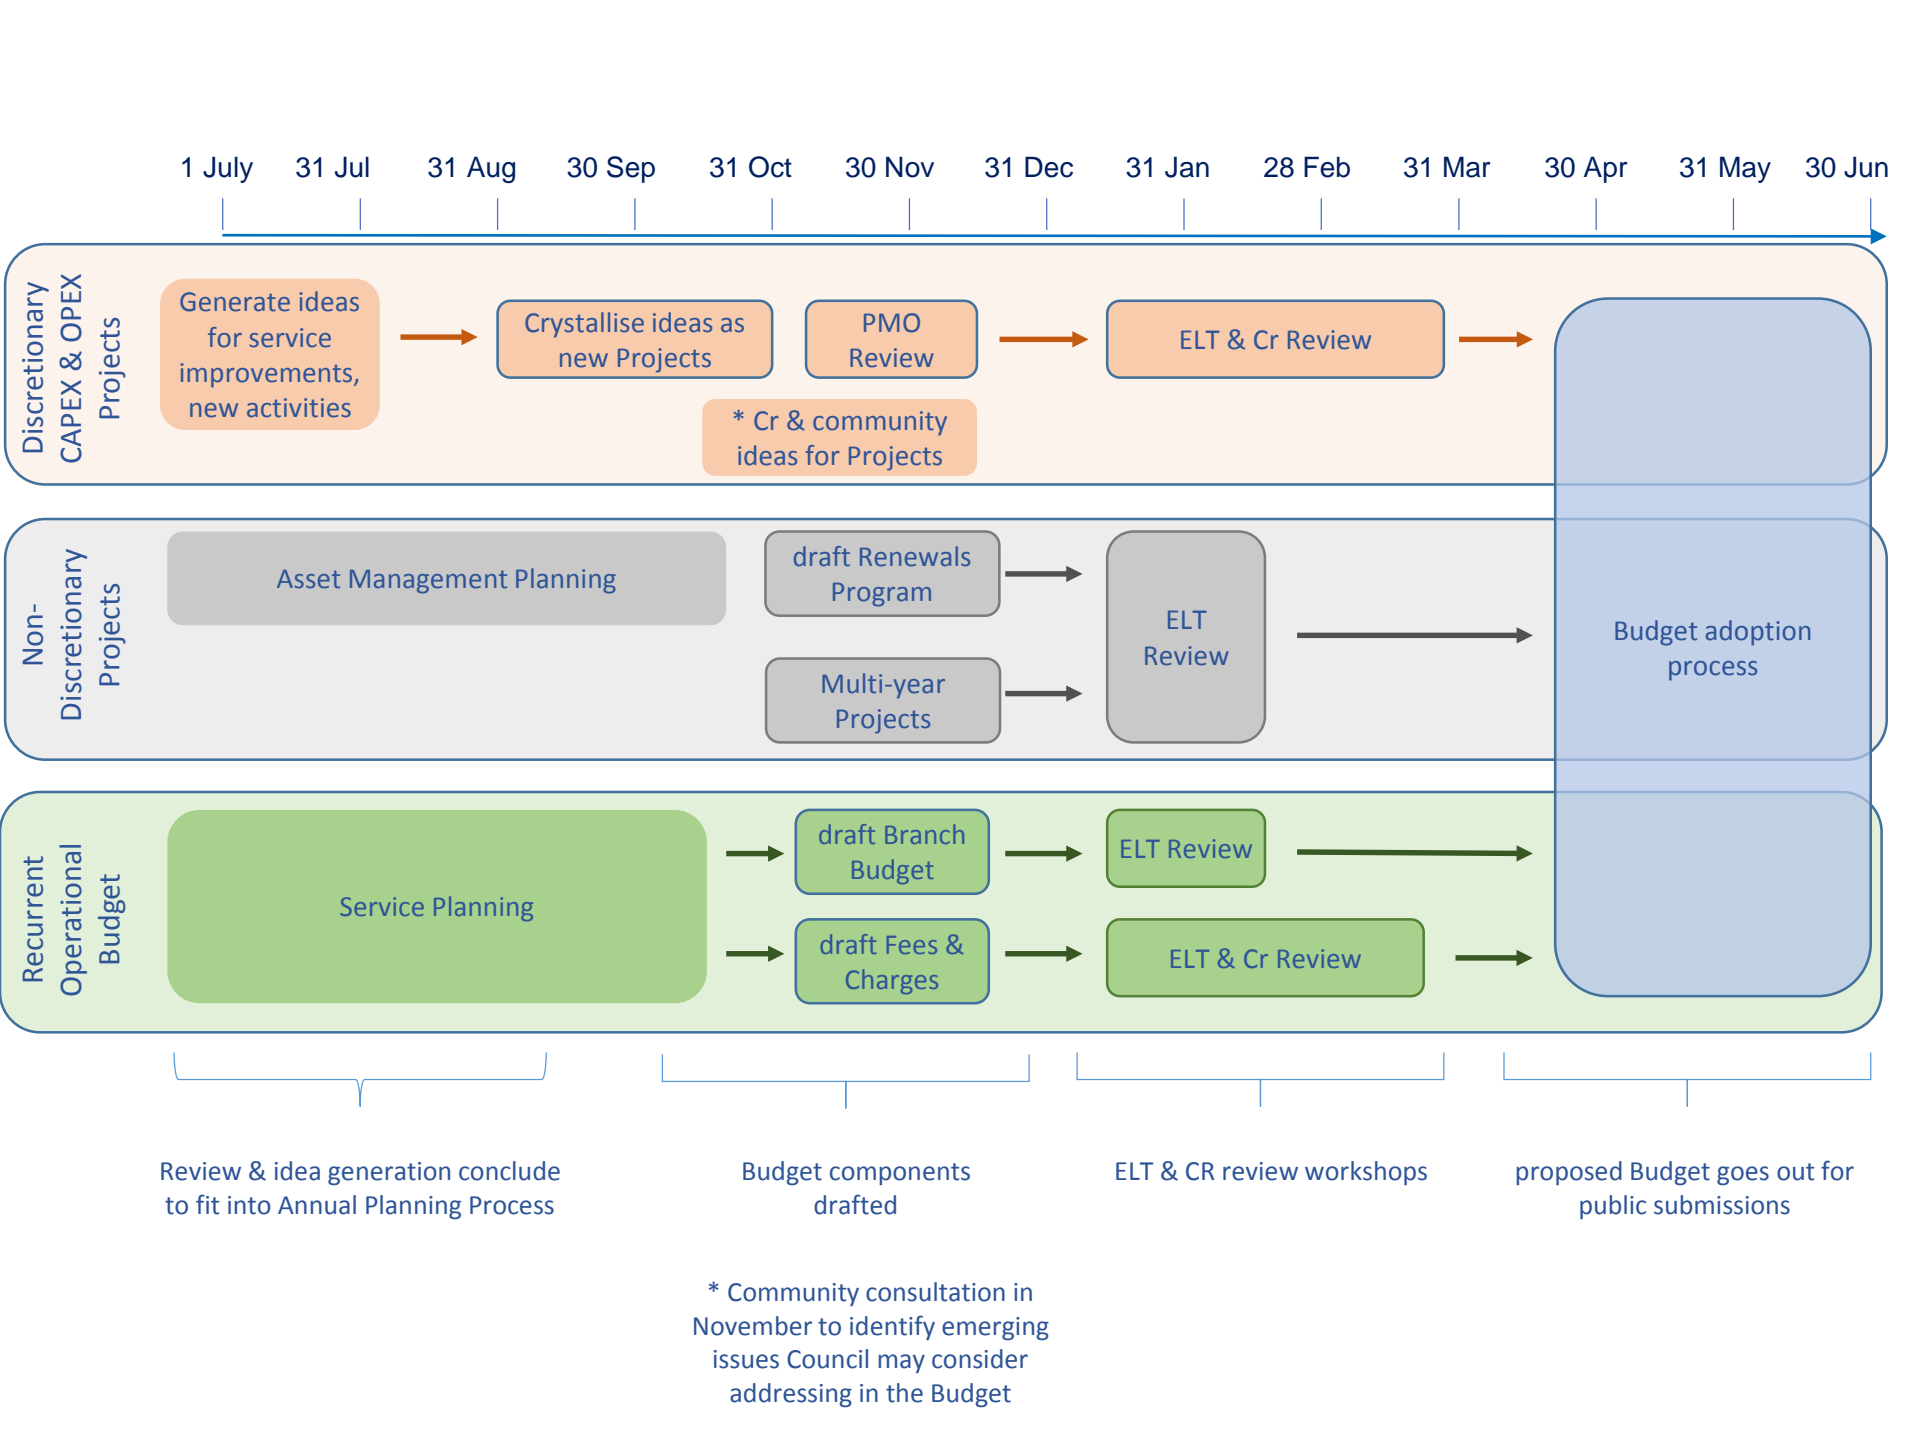 1 July 31 Jul 31 Aug 30 Sep 31 Oct 30 Nov 31 Dec 31 Jan 28 Feb 31 Mar 30 Apr 31 May 30 Jun
Discretionary
CAPEX & OPEX
Projects
Generate ideas
for service
improvements,
new activities
Crystallise ideas as
new Projects
PMO
Review
* Cr & community
ideas for Projects
ELT & Cr Review
Non-
Discretionary
Projects
Asset Management Planning
draft Renewals
Program
Multi-year
Projects
ELT
Review
Budget adoption
process
Recurrent
Operational
Budget
Service Planning
draft Branch
Budget
ELT Review
draft Fees &
Charges
ELT & Cr Review
Review & idea generation conclude
to fit into Annual Planning Process
Budget components
drafted
ELT & CR review workshops
proposed Budget goes out for
public submissions
* Community consultation in
November to identify emerging
issues Council may consider
addressing in the Budget